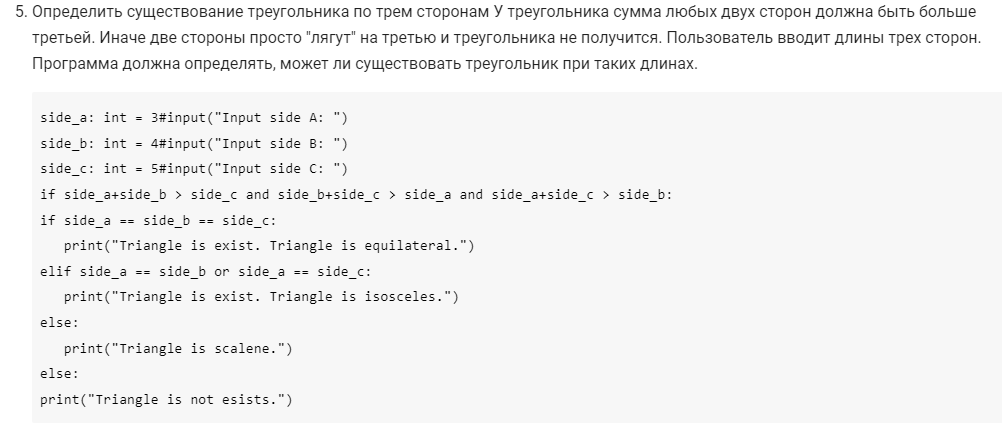 5. Определить существование треугольника по трем сторонам У треугольника сумма любых двух сторон должна быть больше
третьей. Иначе две стороны просто "лягут" на третью и треугольника не получится. Пользователь вводит длины трех сторон.
Программа должна определять, может ли существовать треугольник при таких длинах.
side_a: int = 3#input("Input side A: ")
side_b: int = 4#input("Input side B: ")
side_c: int = 5#input("Input side C: ")
if side_a+side_b > side_c and side_b+side_c > side_a and side_a+side_c > side_b:
if side_a == side_b == side_c:
   print("Triangle is exist. Triangle is equilateral.")
elif side_a == side_b or side_a == side_c:
   print("Triangle is exist. Triangle is isosceles.")
else:
   print("Triangle is scalene.")
else:
print("Triangle is not esists.")